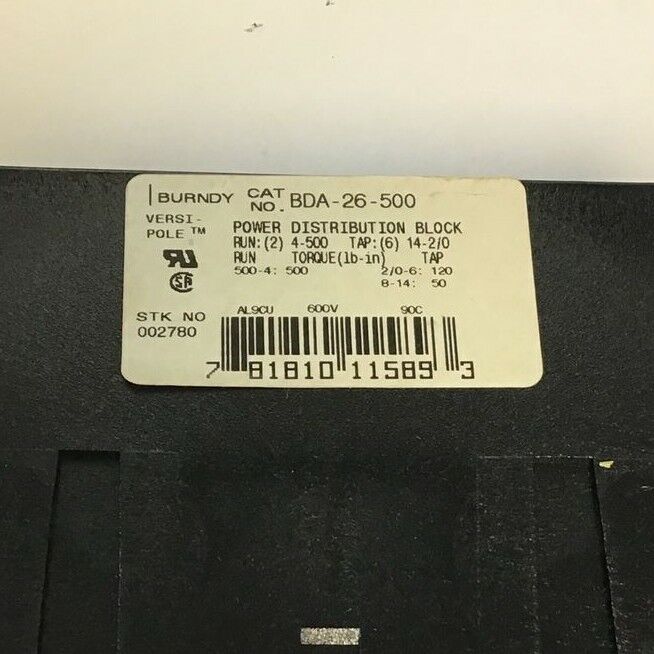 BURNDY CAT NO. BDA-26-500
VERSI-
POLE™
POWER DISTRIBUTION BLOCK
RUN:(2) 4-500 TAP:(6) 14-2/0
RUN TORQUE(lb-in) TAP
500-4: 500 2/0-6: 120
8-14: 50
STK NO
002780
AL9CU 600V 90C
7 81810 11589 3